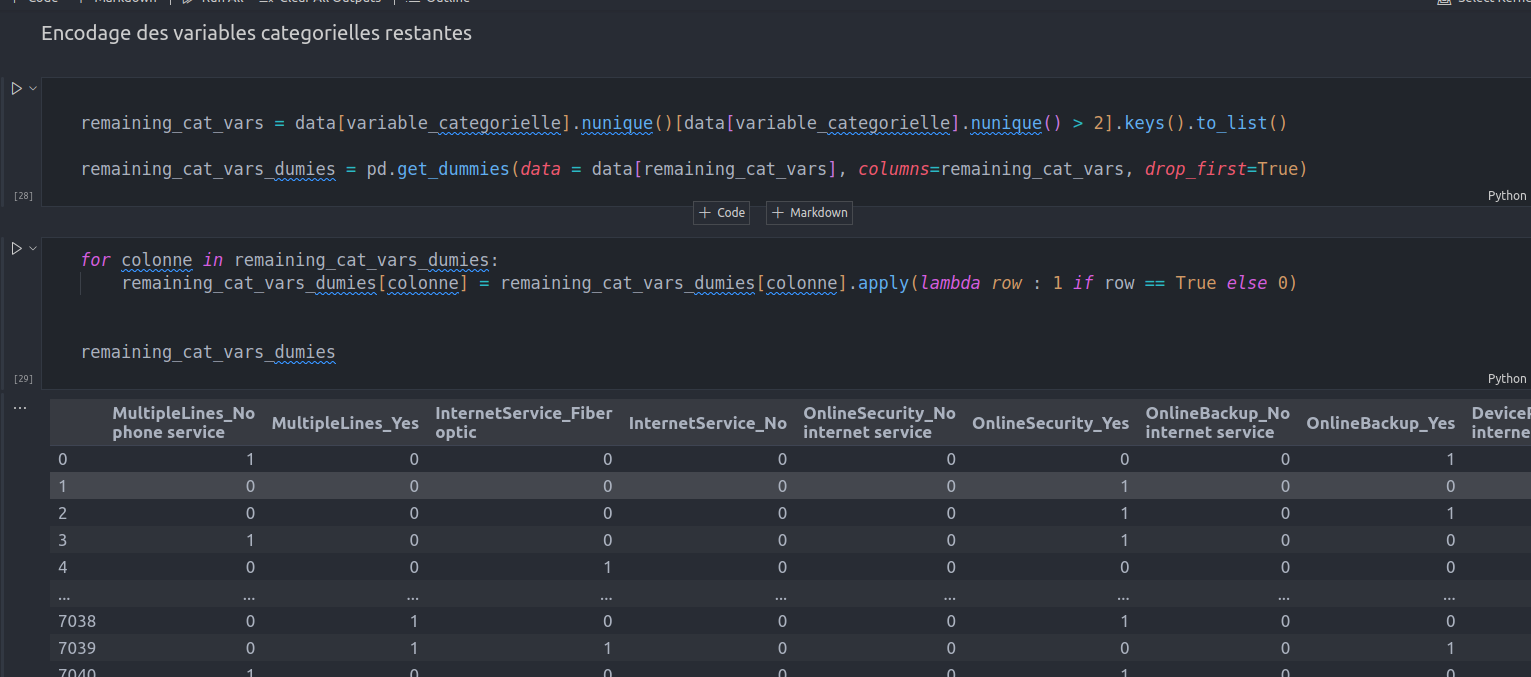 Encodage des variables categorielles restantes
remaining_cat_vars = data[variable_categorielle].nunique()[data[variable_categorielle].nunique() > 2].keys().to_list()
remaining_cat_vars_dumies = pd.get_dummies(data = data[remaining_cat_vars], columns=remaining_cat_vars, drop_first=True)
[28]
Python
+ Code + Markdown
for colonne in remaining_cat_vars_dumies:
remaining_cat_vars_dumies[colonne] = remaining_cat_vars_dumies[colonne].apply(lambda row : 1 if row == True else 0)
remaining_cat_vars_dumies
[29]
Python
...
MultipleLines_No phone service MultipleLines_Yes InternetService_Fiber optic InternetService_No OnlineSecurity_No internet service OnlineSecurity_Yes OnlineBackup_No internet service OnlineBackup_Yes
0 1 0 0 0 0 0 0 1
1 0 0 0 0 0 1 0 0
2 0 0 0 0 0 1 0 1
3 1 0 0 0 0 1 0 0
4 0 0 1 0 0 0 0 0
... ... ... ... ... ... ... ... ...
7038 0 1 0 0 0 1 0 0
7039 0 1 1 0 0 0 0 1
7040 1 0 0 0 0 1 0 0